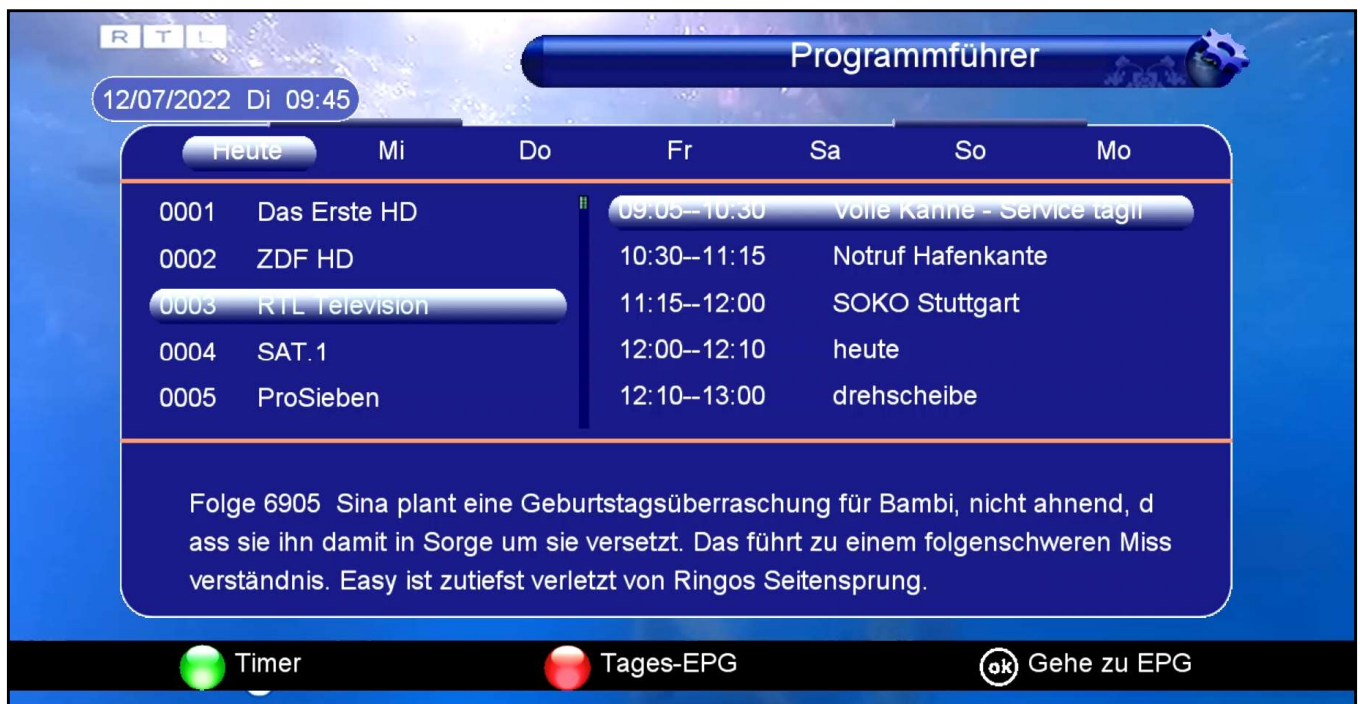 RTL
Programmführer
12/07/2022 Di 09:45
Heute Mi Do Fr Sa So Mo
0001 Das Erste HD
0002 ZDF HD
0003 RTL Television
0004 SAT.1
0005 ProSieben
09:05--10:30 Volle Kanne - Service tägli
10:30--11:15 Notruf Hafenkante
11:15--12:00 SOKO Stuttgart
12:00--12:10 heute
12:10--13:00 drehscheibe
Folge 6905 Sina plant eine Geburtstagsüberraschung für Bambi, nicht ahnend, d
ass sie ihn damit in Sorge um sie versetzt. Das führt zu einem folgenschweren Miss
verständnis. Easy ist zutiefst verletzt von Ringos Seitensprung.
Timer Tages-EPG ok Gehe zu EPG